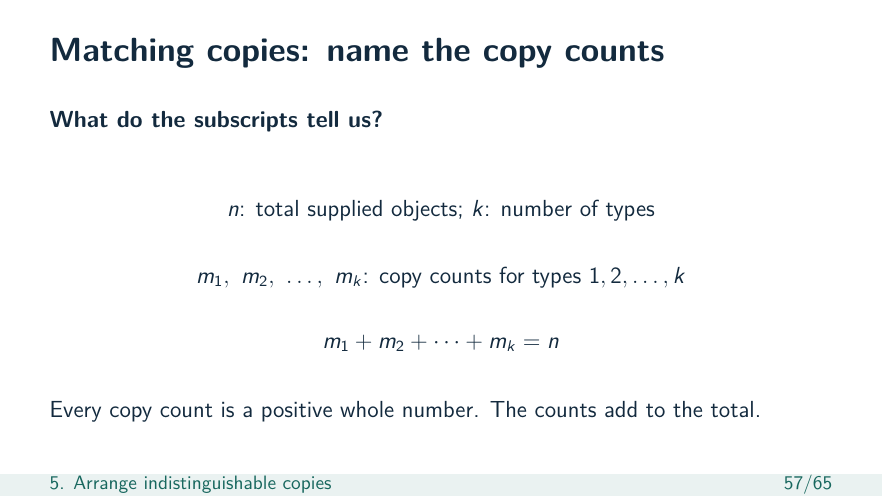 Matching copies: name the copy counts
What do the subscripts tell us?
n: total supplied objects; k: number of types
m₁, m₂, ..., mₖ: copy counts for types 1, 2, ..., k
m₁ + m₂ + ··· + mₖ = n
Every copy count is a positive whole number. The counts add to the total.
5. Arrange indistinguishable copies 57/65